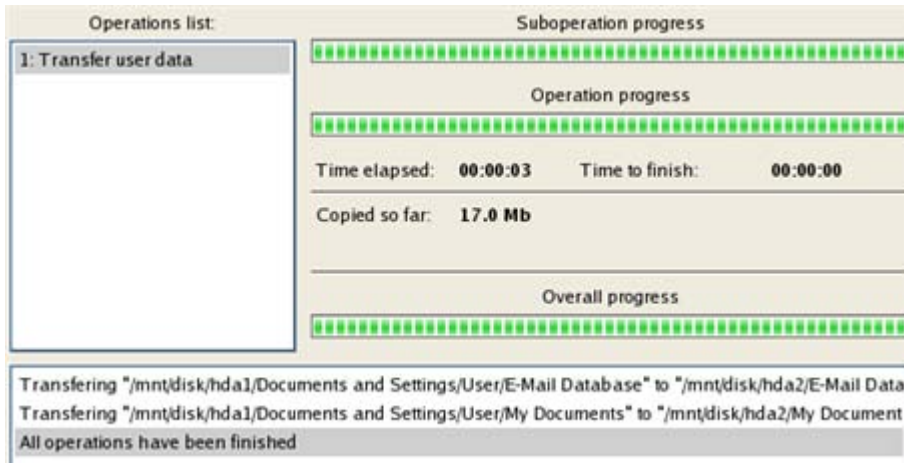 Operations list:
1: Transfer user data
Suboperation progress
Operation progress
Time elapsed: 00:00:03 Time to finish: 00:00:00
Copied so far: 17.0 Mb
Overall progress
Transfering "/mnt/disk/hda1/Documents and Settings/User/E-Mail Database" to "/mnt/disk/hda2/E-Mail Data
Transfering "/mnt/disk/hda1/Documents and Settings/User/My Documents" to "/mnt/disk/hda2/My Document
All operations have been finished